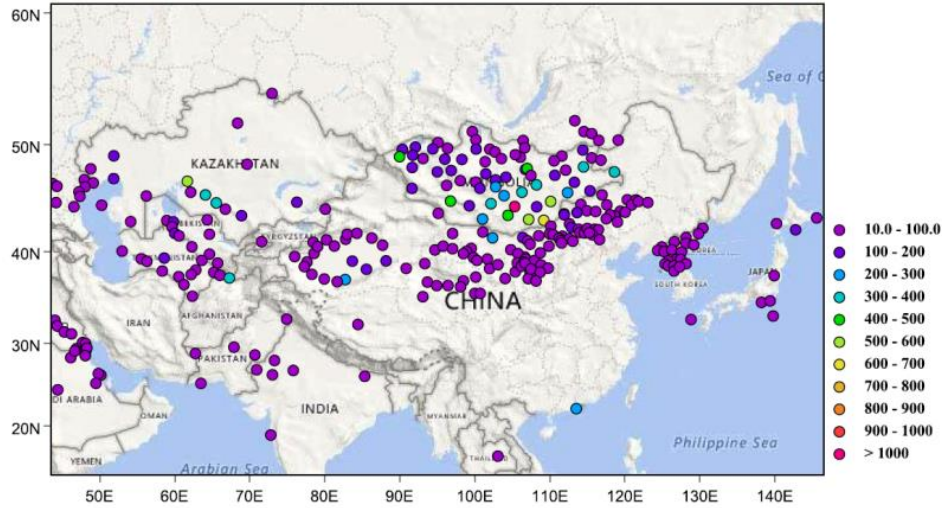 60N
50N
40N
30N
20N
Sea of O
KAZAKHSTAN
KYRGYZSTAN
CHINA
JAPAN
SOUTH KOREA
IRAN
AFGHANISTAN
PAKISTAN
DI ARABIA
OMAN
INDIA
MYANMAR
YEMEN
Arabian Sea
Philippine Sea
50E 60E 70E 80E 90E 100E 110E 120E 130E 140E
10.0 - 100.0
100 - 200
200 - 300
300 - 400
400 - 500
500 - 600
600 - 700
700 - 800
800 - 900
900 - 1000
> 1000